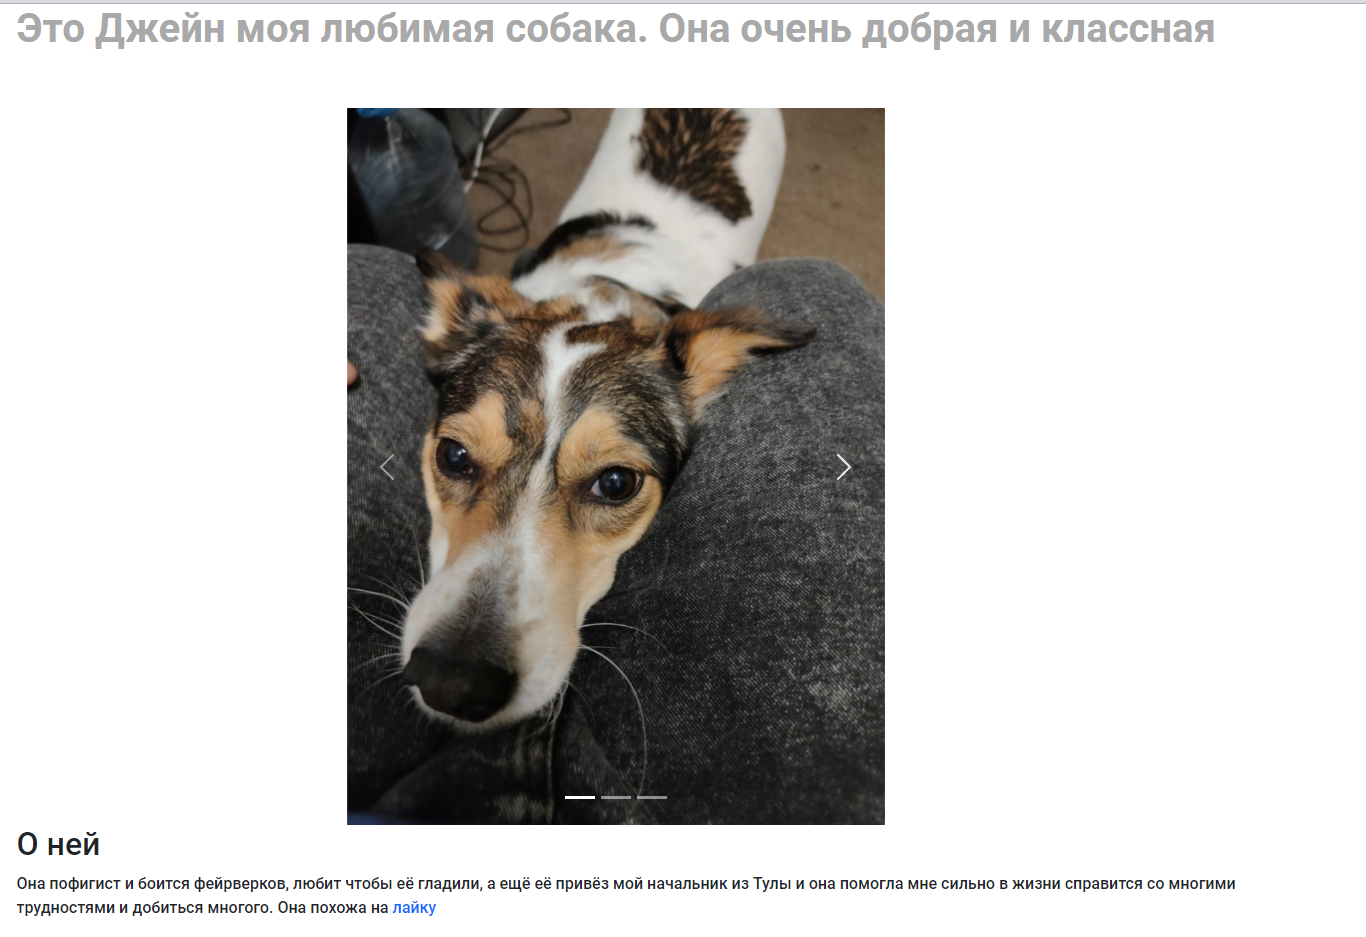 Это Джейн моя любимая собака. Она очень добрая и классная
О ней
Она пофигист и боится фейрверков, любит чтобы её гладили, а ещё её привёз мой начальник из Тулы и она помогла мне сильно в жизни справится со многими
трудностями и добиться многого. Она похожа на лайку